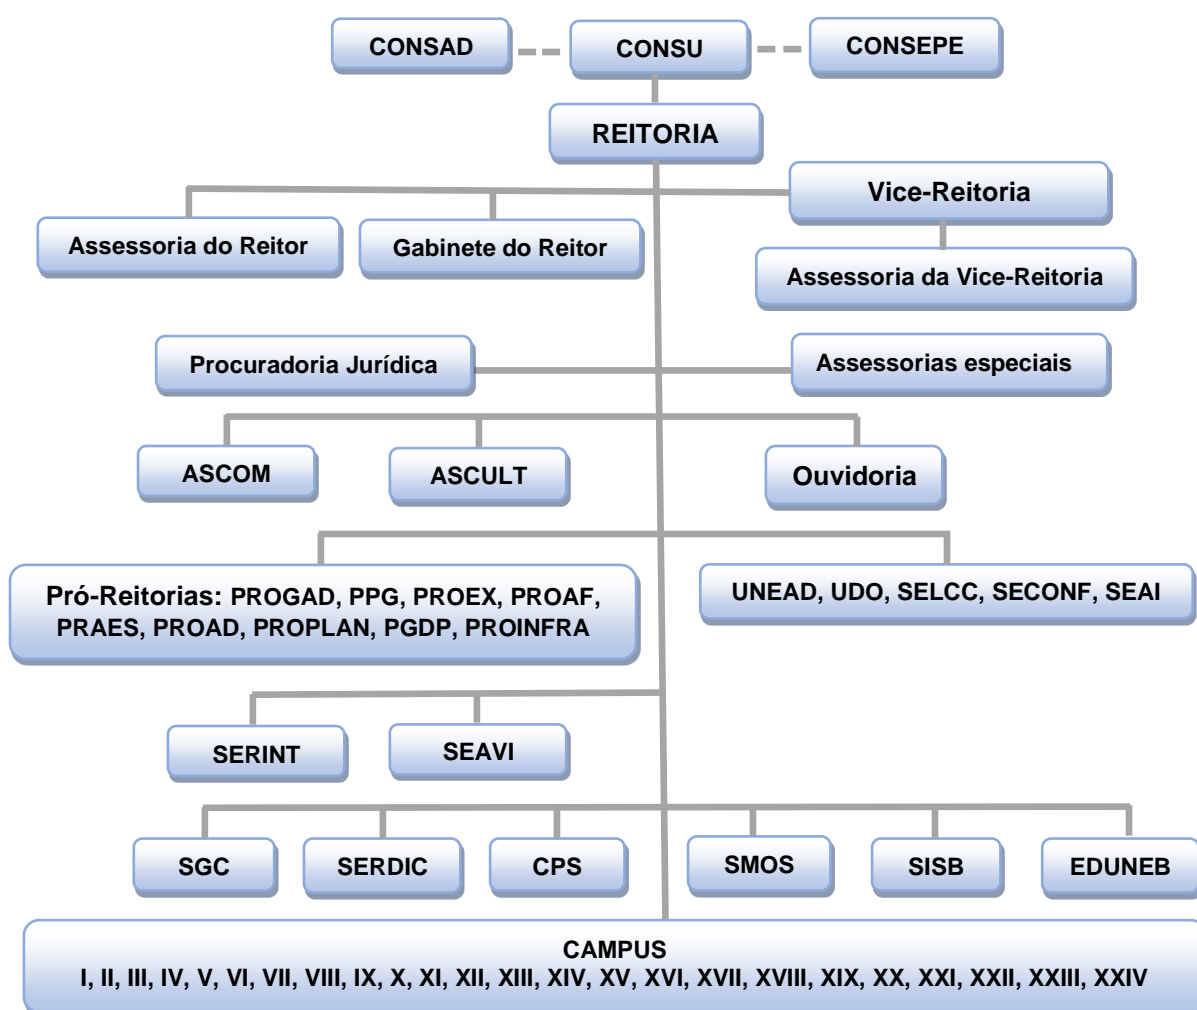 CONSAD
CONSU
CONSEPE
REITORIA
Vice-Reitoria
Assessoria do Reitor
Gabinete do Reitor
Assessoria da Vice-Reitoria
Procuradoria Jurídica
Assessorias especiais
ASCOM
ASCULT
Ouvidoria
Pró-Reitorias: PROGAD, PPG, PROEX, PROAF,
PRAES, PROAD, PROPLAN, PGDP, PROINFRA
UNEAD, UDO, SELCC, SECONF, SEAI
SERINT
SEAVI
SGC
SERDIC
CPS
SMOS
SISB
EDUNEB
CAMPUS
I, II, III, IV, V, VI, VII, VIII, IX, X, XI, XII, XIII, XIV, XV, XVI, XVII, XVIII, XIX, XX, XXI, XXII, XXIII, XXIV